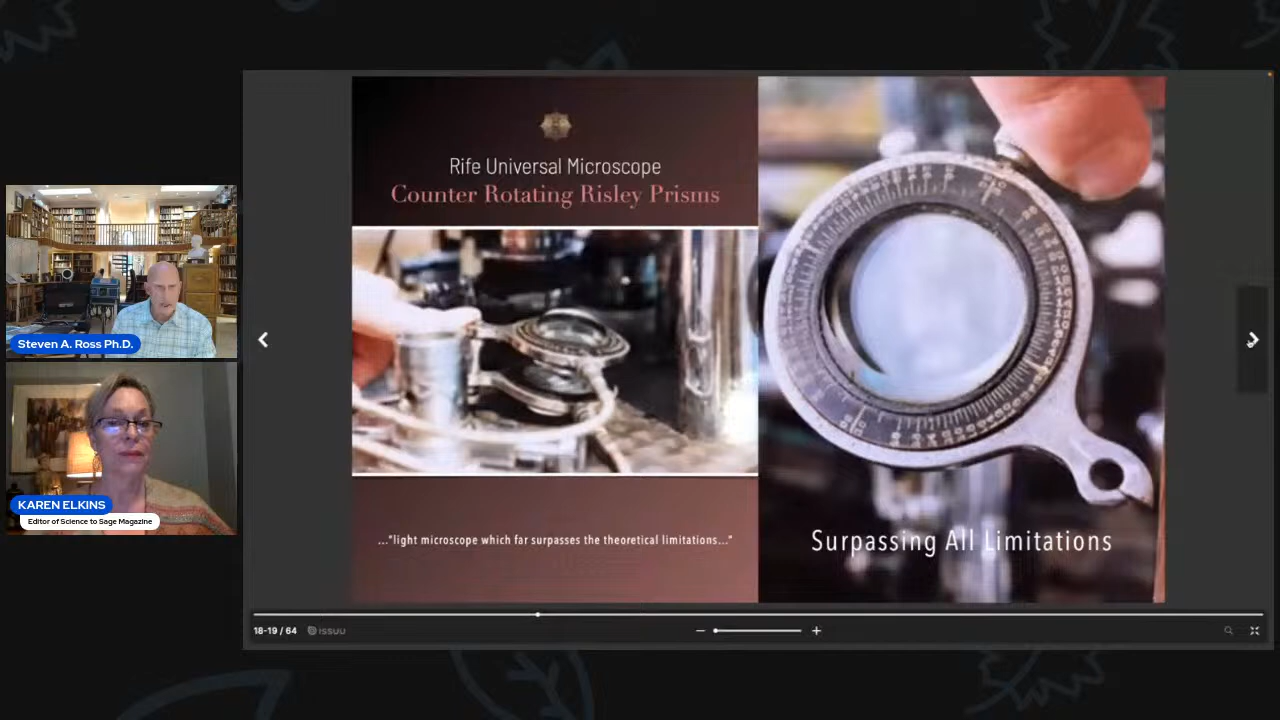 Steven A. Ross Ph.D.
KAREN ELKINS
Editor of Science to Sage Magazine
Rife Universal Microscope
Counter Rotating Risley Prisms
..."light microscope which far surpasses the theoretical limitations..."
Surpassing All Limitations
18-19 / 64
issuu